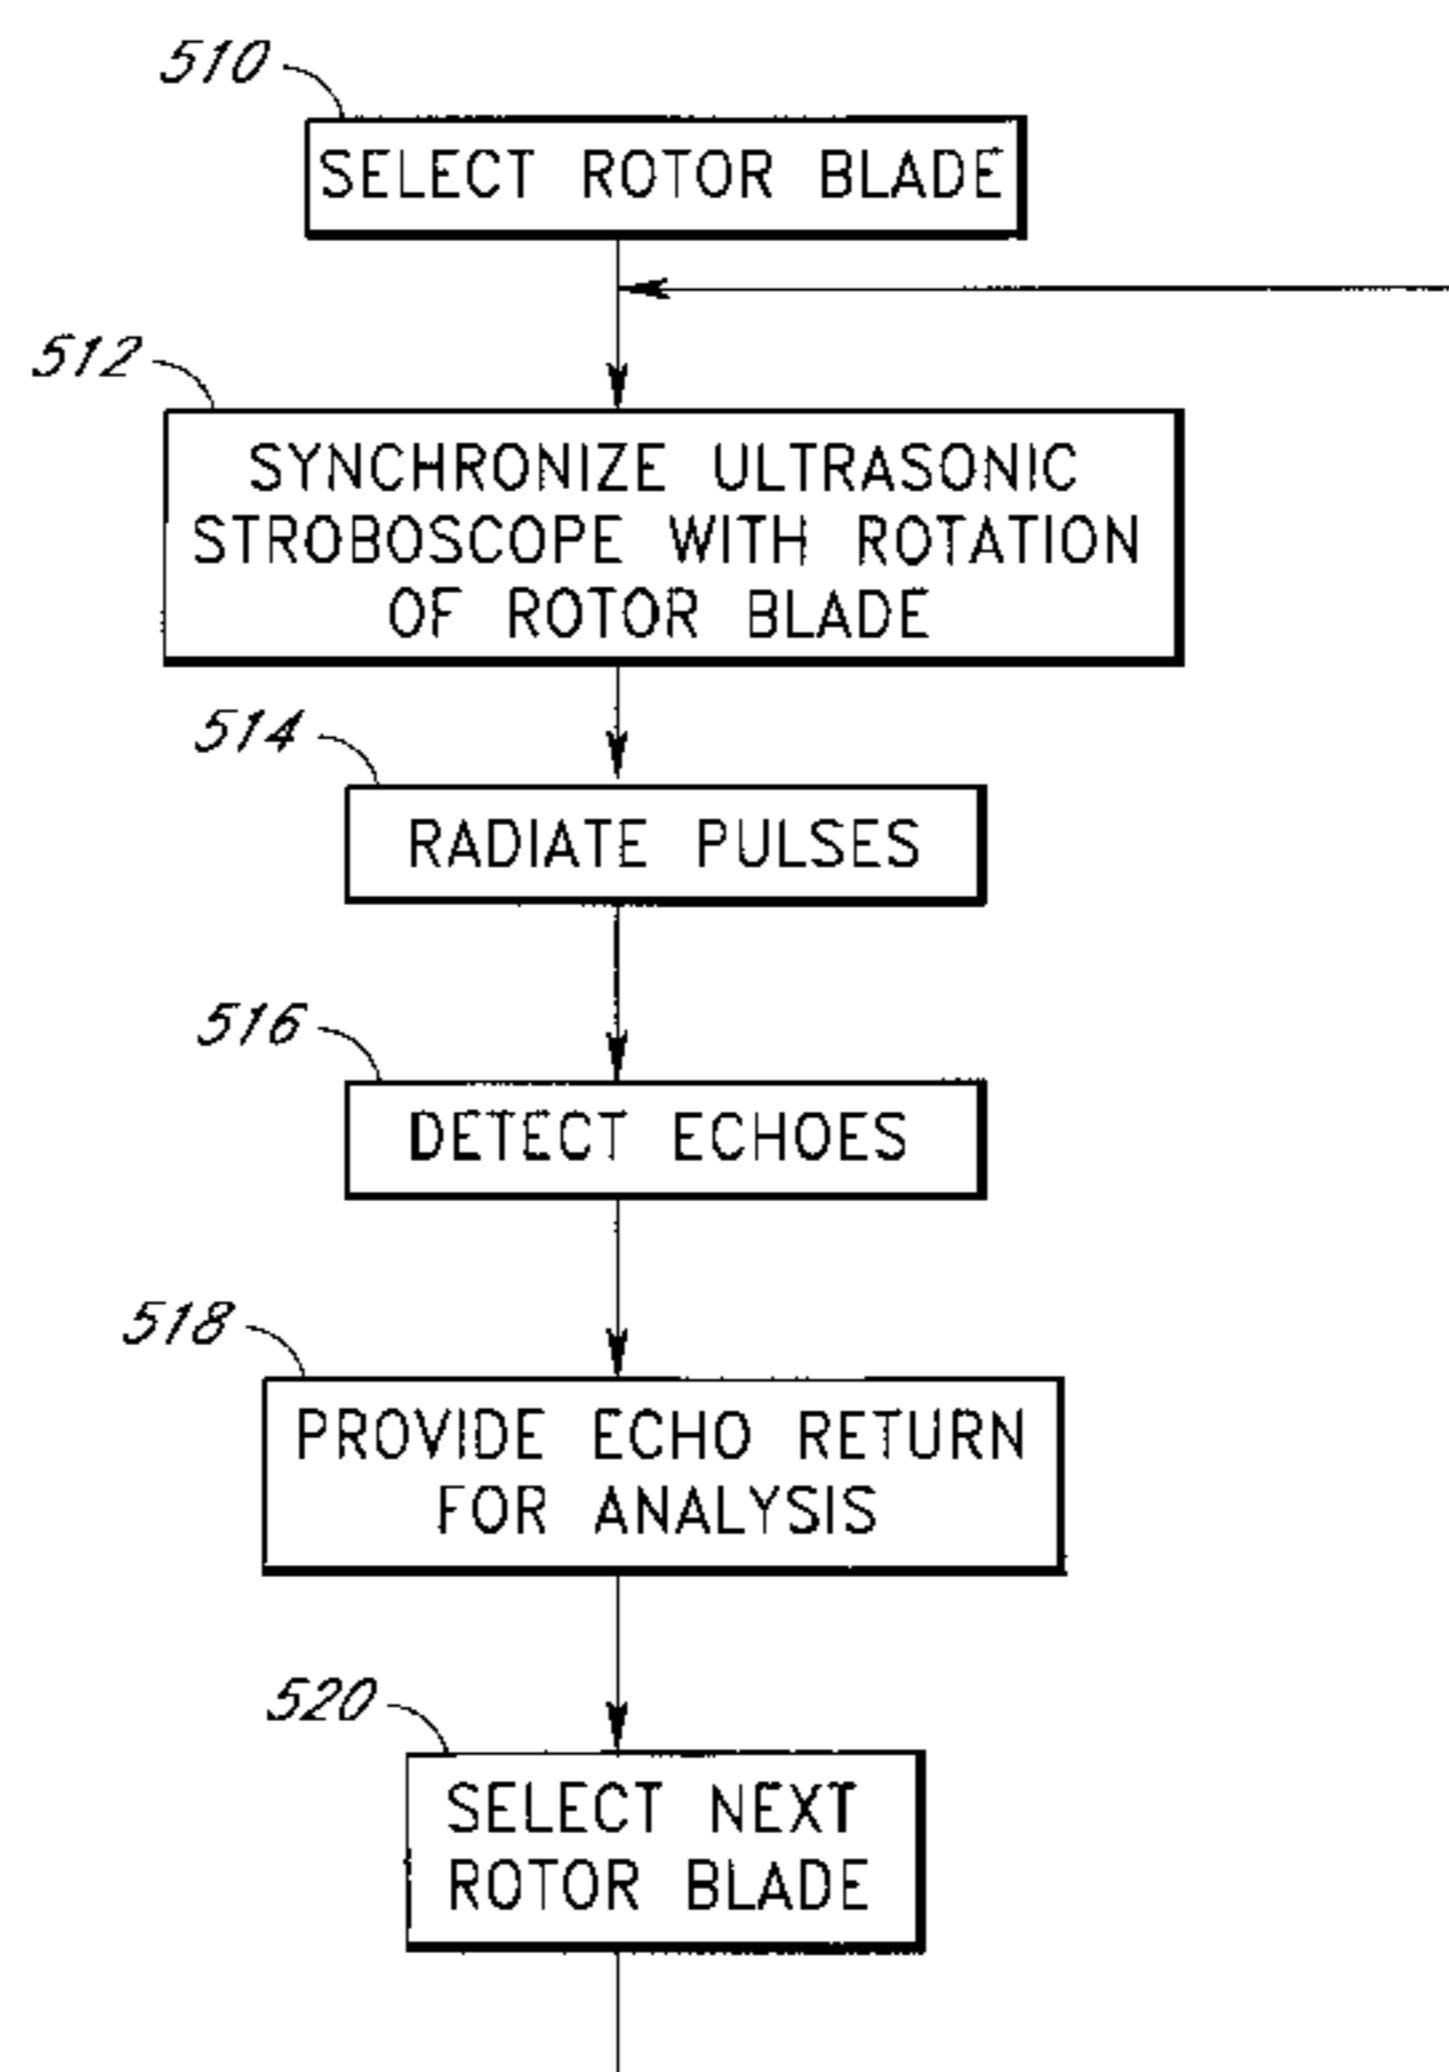 510
SELECT ROTOR BLADE
512
SYNCHRONIZE ULTRASONIC
STROBOSCOPE WITH ROTATION
OF ROTOR BLADE
514
RADIATE PULSES
516
DETECT ECHOES
518
PROVIDE ECHO RETURN
FOR ANALYSIS
520
SELECT NEXT
ROTOR BLADE